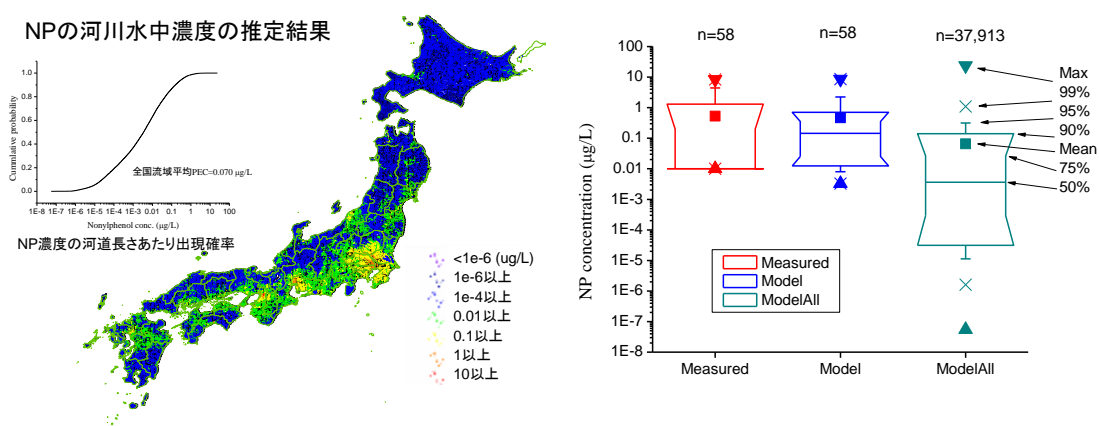 NPの河川水中濃度の推定結果
1.0
0.8
0.6
0.4
0.2
0.0
Cumulative probability
全国流域平均PEC=0.070 μg/L
1E-8 1E-7 1E-6 1E-5 1E-4 1E-3 0.01 0.1 1 10 100
Nonylphenol conc. (μg/L)
NP濃度の河道長さあたり出現確率
<1e-6 (ug/L)
1e-6以上
1e-4以上
0.01以上
0.1以上
1以上
10以上
n=58 n=58 n=37,913
100
10
1
0.1
0.01
1E-3
1E-4
1E-5
1E-6
1E-7
1E-8
NP concentration (μg/L)
Max
99%
95%
90%
Mean
75%
50%
Measured
Model
ModelAll
Measured Model ModelAll